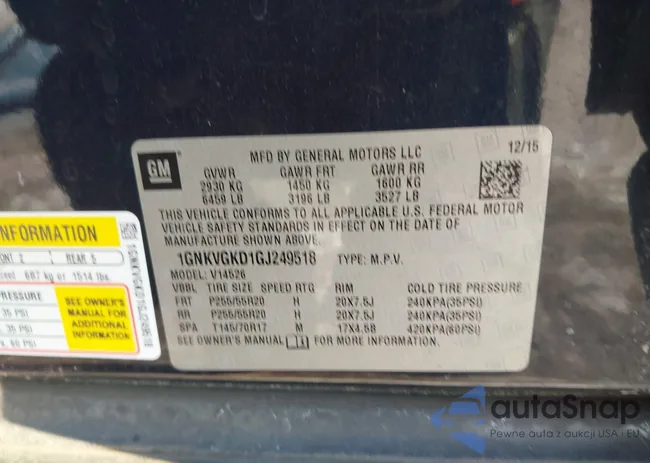 GM
MFD BY GENERAL MOTORS LLC 12/15
GVWR GAWR FRT GAWR RR
2930 KG 1450 KG 1600 KG
6459 LB 3196 LB 3527 LB
THIS VEHICLE CONFORMS TO ALL APPLICABLE U.S. FEDERAL MOTOR
VEHICLE SAFETY STANDARDS IN EFFECT ON THE DATE OF
MANUFACTURE SHOWN ABOVE.
1GNKVGKD1GJ249518 TYPE: M.P.V.
MODEL: V14526
VBBL TIRE SIZE SPEED RTG RIM COLD TIRE PRESSURE
FRT P255/55R20 H 20X7.5J 240KPA(35PSI)
RR P255/55R20 H 20X7.5J 240KPA(35PSI)
SPA T145/70R17 M 17X4.5B 420KPA(60PSI)
SEE OWNER'S MANUAL FOR MORE INFORMATION.
NFORMATION
ONT 2 REAR 5
687 kg or 1514 lbs.
PRESSURE
35 PSI
35 PSI
60 PSI
SEE OWNER'S
MANUAL FOR
ADDITIONAL
INFORMATION
1GNKVGKD1GJ249518
autoSnap
Pewne auta z aukcji USA i EU